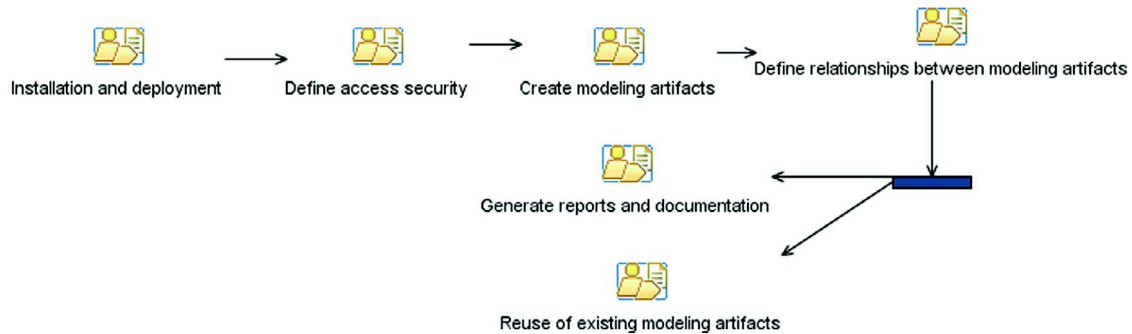 Installation and deployment
Define access security
Create modeling artifacts
Define relationships between modeling artifacts
Generate reports and documentation
Reuse of existing modeling artifacts